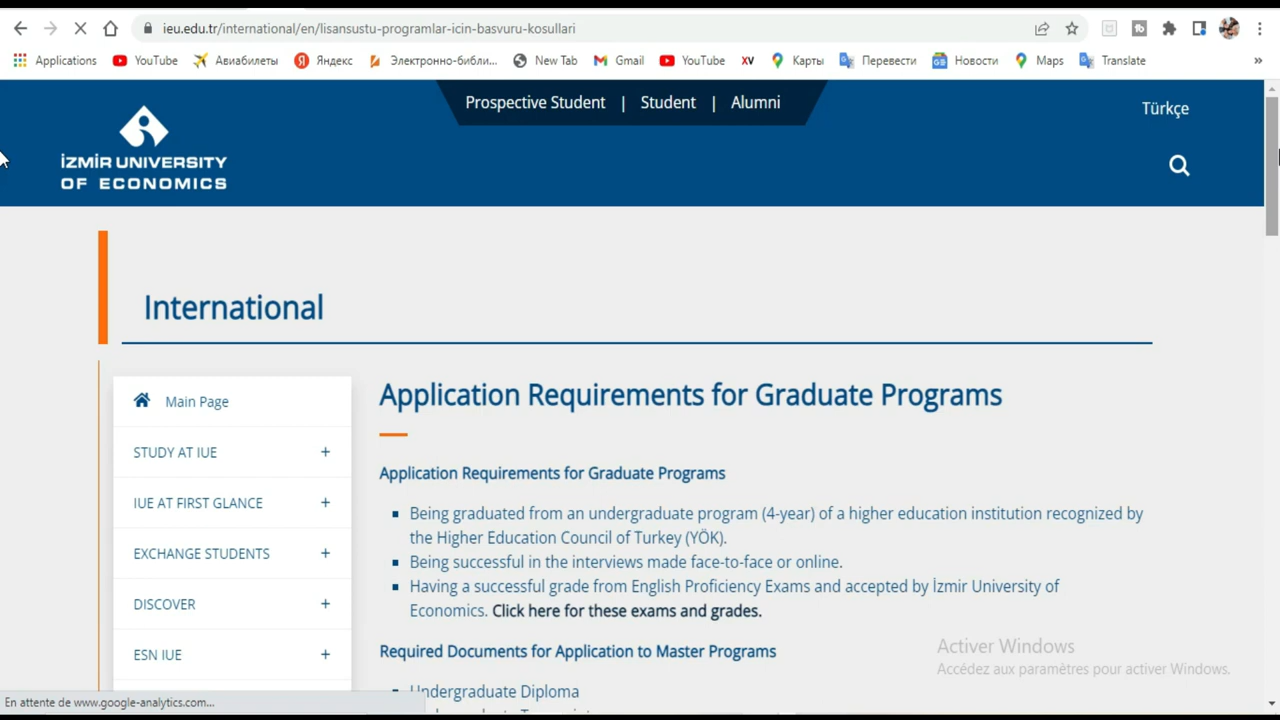 ieu.edu.tr/international/en/lisansustu-programlar-icin-basvuru-kosullari
Applications YouTube Авиабилеты Яндекс Электронно-библи... New Tab Gmail YouTube XV Карты Перевести Новости Maps Translate »
Prospective Student | Student | Alumni
Türkçe
İZMİR UNIVERSITY
OF ECONOMICS
International
Main Page
STUDY AT IUE +
IUE AT FIRST GLANCE +
EXCHANGE STUDENTS +
DISCOVER +
ESN IUE +
Application Requirements for Graduate Programs
Application Requirements for Graduate Programs
Being graduated from an undergraduate program (4-year) of a higher education institution recognized by
the Higher Education Council of Turkey (YÖK).
Being successful in the interviews made face-to-face or online.
Having a successful grade from English Proficiency Exams and accepted by İzmir University of
Economics. Click here for these exams and grades.
Required Documents for Application to Master Programs
Undergraduate Diploma
Activer Windows
Accédez aux paramètres pour activer Windows.
En attente de www.google-analytics.com...